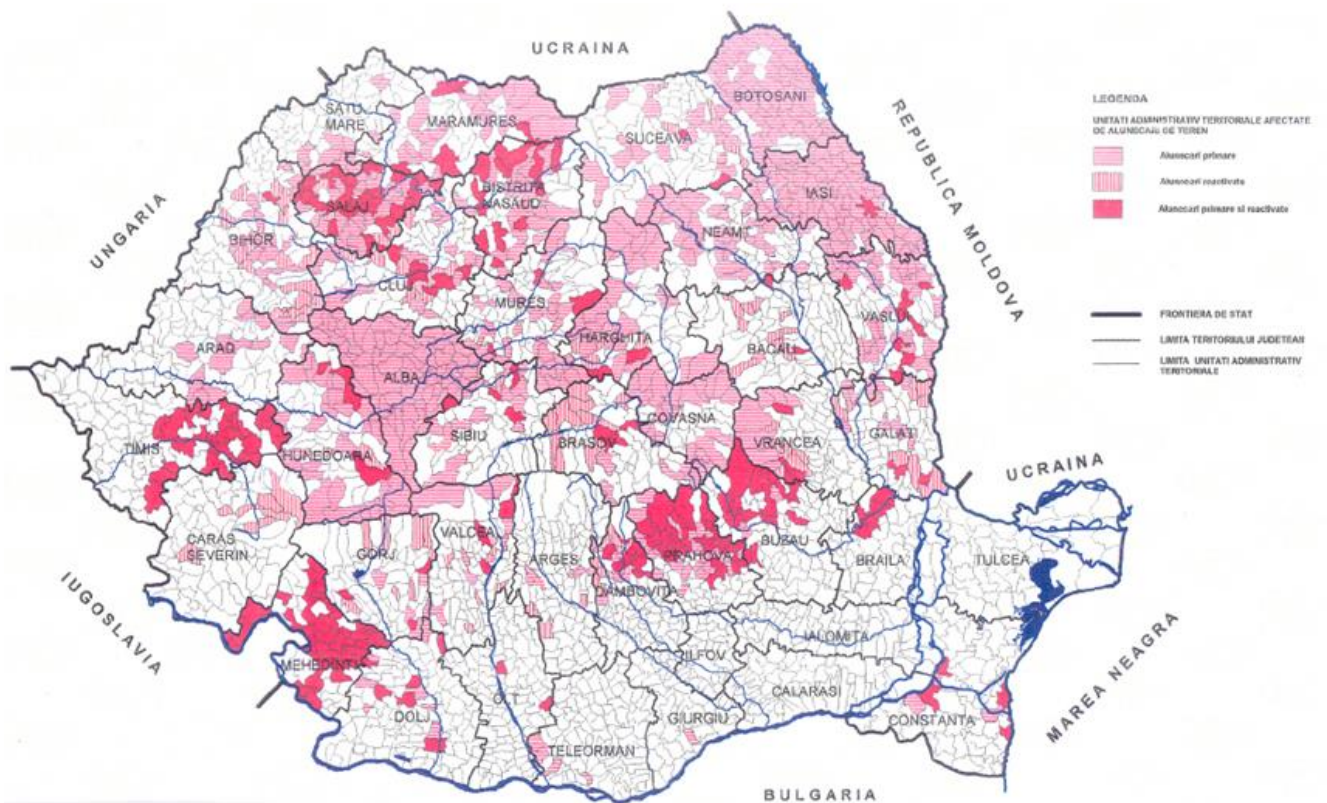 UCRAINA
UNGARIA
REPUBLICA MOLDOVA
UCRAINA
MAREA NEAGRA
BULGARIA
IUGOSLAVIA
BOTOSANI
SATU
MARE
MARAMURES
SUCEAVA
IASI
SALAJ
BISTRITA
NASAUD
NEAMT
BIHOR
CLUJ
MURES
HARGHITA
BACAU
VASLUI
ARAD
ALBA
COVASNA
TIMIS
HUNEDOARA
SIBIU
BRASOV
VRANCEA
GALATI
CARAS
SEVERIN
GORJ
VALCEA
ARGES
PRAHOVA
BUZAU
BRAILA
TULCEA
DAMBOVITA
IALOMITA
MEHEDINTI
ILFOV
CALARASI
DOLJ
OLT
GIURGIU
CONSTANTA
TELEORMAN
LEGENDA
UNITATI ADMINISTRATIV TERITORIALE AFECTATE
DE ALUNECARI DE TEREN
Alunecari primare
Alunecari reactivate
Alunecari primare si reactivate
FRONTIERA DE STAT
LIMITA TERITORIULUI JUDETEAN
LIMITA UNITATI ADMINISTRATIV
TERITORIALE